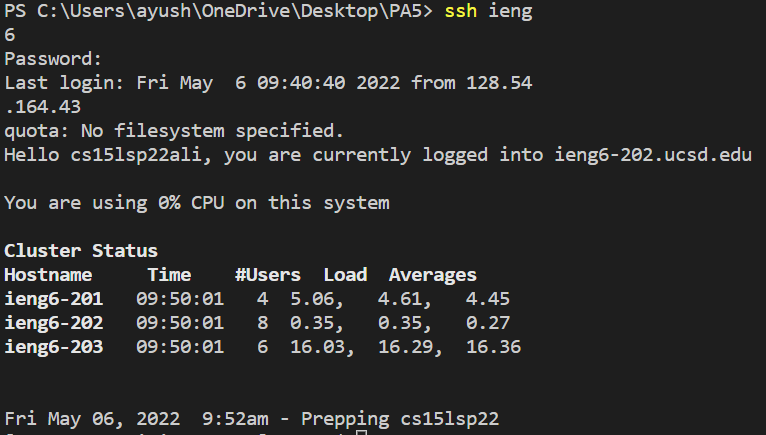 PS C:\Users\ayush\OneDrive\Desktop\PA5> ssh ieng
6
Password:
Last login: Fri May  6 09:40:40 2022 from 128.54
.164.43
quota: No filesystem specified.
Hello cs15lsp22ali, you are currently logged into ieng6-202.ucsd.edu
You are using 0% CPU on this system
Cluster Status
Hostname     Time    #Users  Load  Averages
ieng6-201   09:50:01   4  5.06,   4.61,   4.45
ieng6-202   09:50:01   8  0.35,   0.35,   0.27
ieng6-203   09:50:01   6  16.03,  16.29,  16.36
Fri May 06, 2022  9:52am - Prepping cs15lsp22